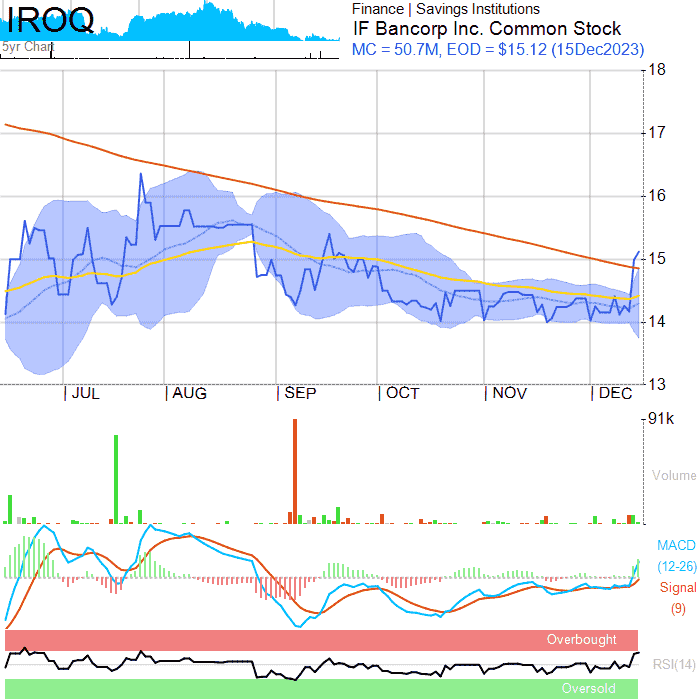 IROQ
Finance | Savings Institutions
IF Bancorp Inc. Common Stock
5yr Chart
MC = 50.7M, EOD = $15.12 (15Dec2023)
18
17
16
15
14
13
JUL AUG SEP OCT NOV DEC
91k
Volume
MACD
(12-26)
Signal
(9)
Overbought
RSI(14)
Oversold